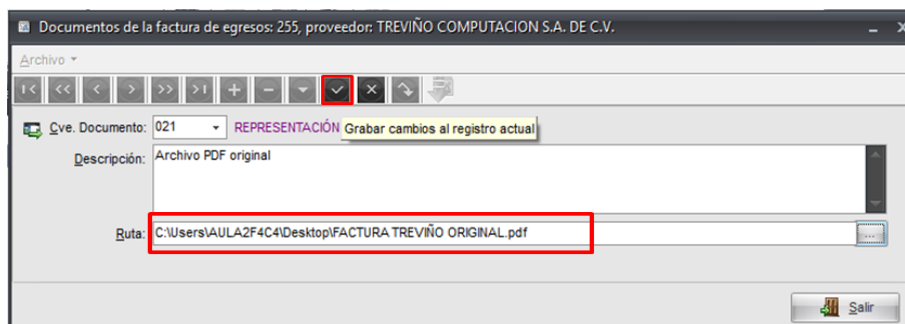 Documentos de la factura de egresos: 255, proveedor: TREVIÑO COMPUTACION S.A. DE C.V.
Archivo
Cve. Documento: 021 REPRESENTACIÓN
Grabar cambios al registro actual
Descripción: Archivo PDF original
Ruta: C:\Users\AULA2F4C4\Desktop\FACTURA TREVIÑO ORIGINAL.pdf ...
Salir